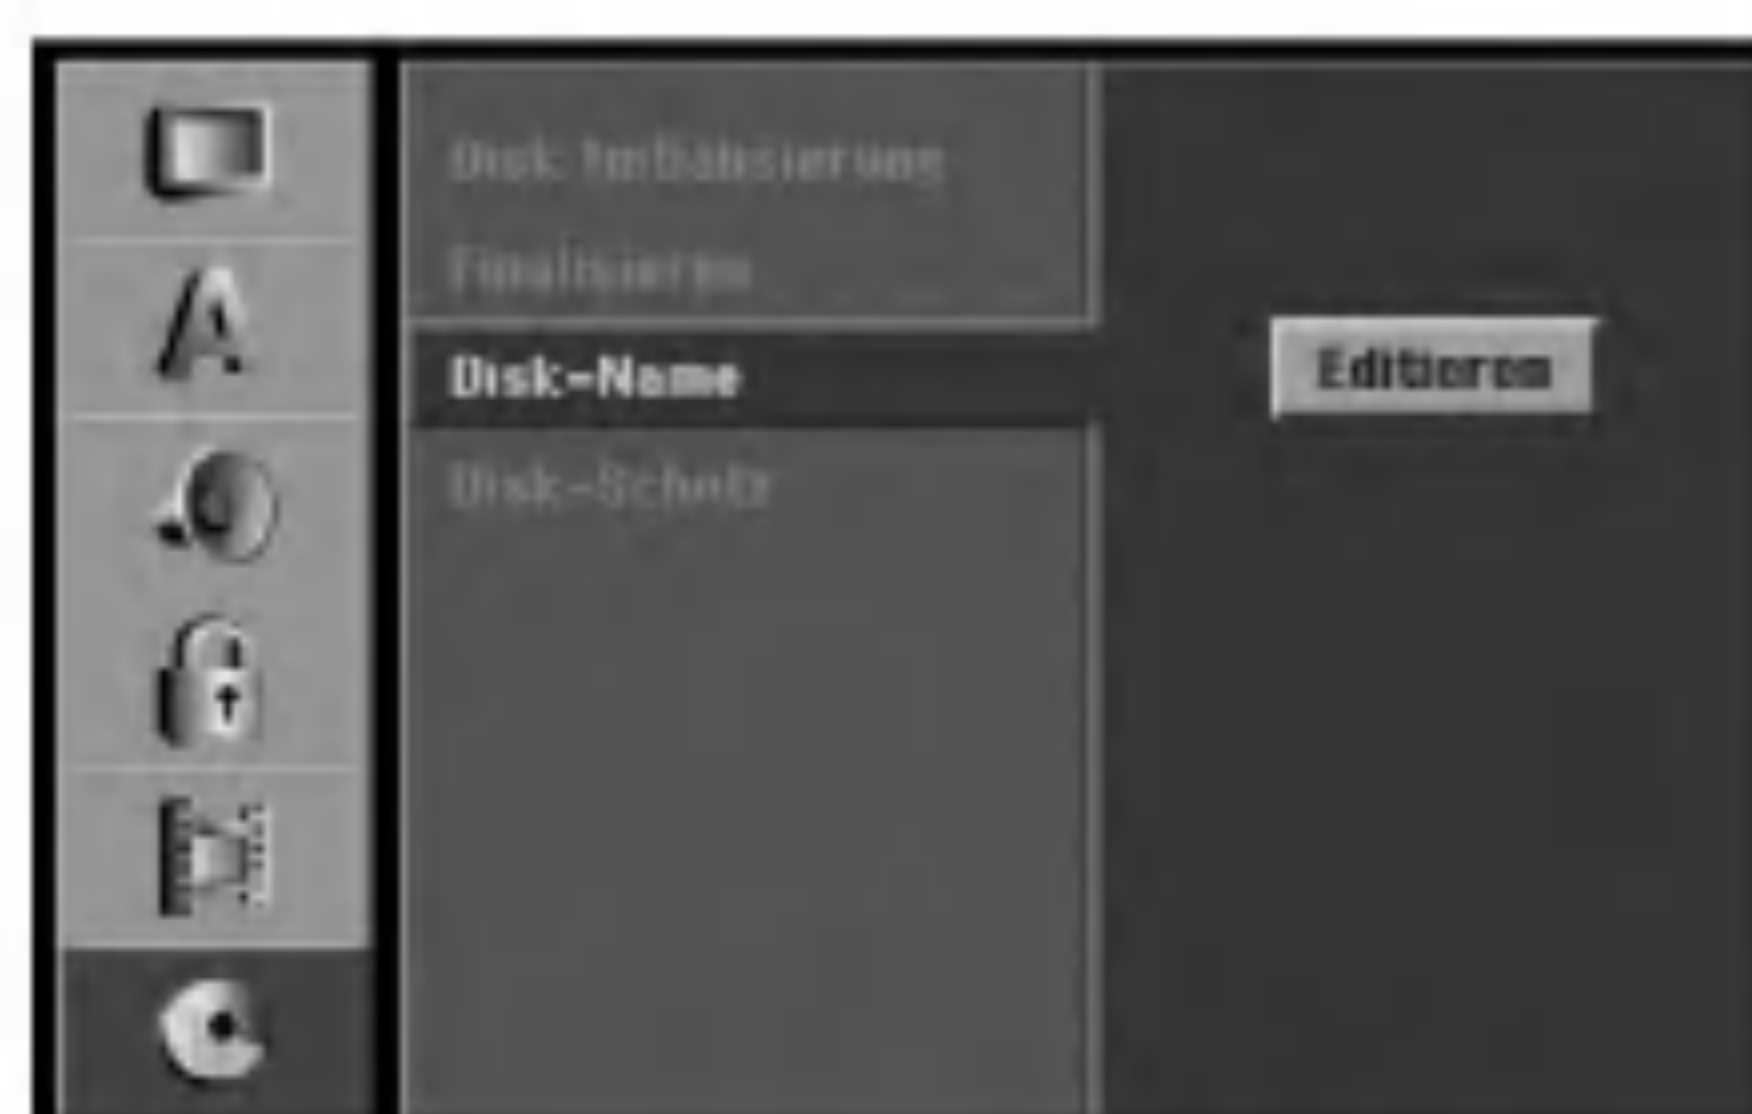 Disk Initialisierung
Finalisieren
Disk-Name
Editieren
Disk-Schutz